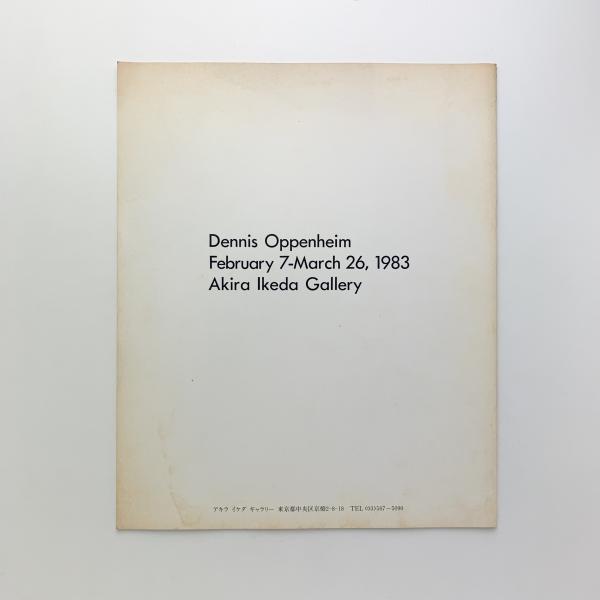 Dennis Oppenheim
February 7-March 26, 1983
Akira Ikeda Gallery
アキラ イケダ ギャラリー 東京都中央区京橋2-8-18 TEL (03)567-5090